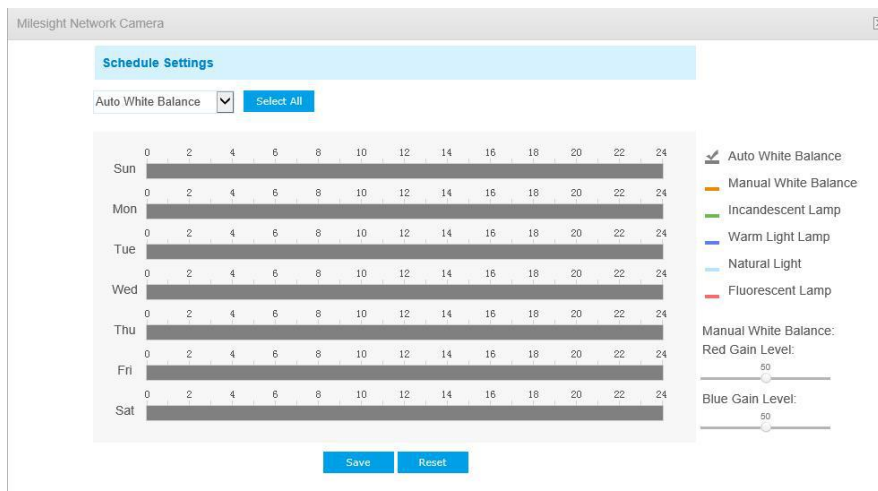 Milesight Network Camera
Schedule Settings
Auto White Balance Select All
0 2 4 6 8 10 12 14 16 18 20 22 24
Sun
0 2 4 6 8 10 12 14 16 18 20 22 24
Mon
0 2 4 6 8 10 12 14 16 18 20 22 24
Tue
0 2 4 6 8 10 12 14 16 18 20 22 24
Wed
0 2 4 6 8 10 12 14 16 18 20 22 24
Thu
0 2 4 6 8 10 12 14 16 18 20 22 24
Fri
0 2 4 6 8 10 12 14 16 18 20 22 24
Sat
Auto White Balance
Manual White Balance
Incandescent Lamp
Warm Light Lamp
Natural Light
Fluorescent Lamp
Manual White Balance:
Red Gain Level:
50
Blue Gain Level:
50
Save Reset